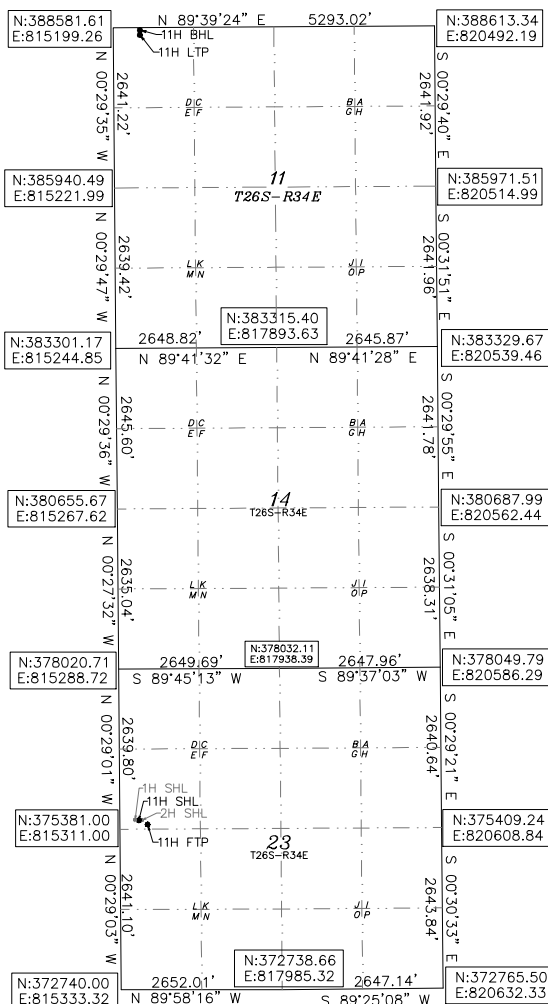 N:388581.61
E:815199.26
N 89°39'24" E 5293.02'
N:388613.34
E:820492.19
11H BHL
11H LTP
N 00°29'35" W
2641.22'
D C
E F
B A
G H
2641.92'
S 00°29'40" E
N:385940.49
E:815221.99
11
T26S-R34E
N:385971.51
E:820514.99
N 00°29'47" W
2639.42'
L K
M N
J I
O P
2641.96'
S 00°31'51" E
N:383315.40
E:817893.63
N:383301.17
E:815244.85
2648.82'
2645.87'
N:383329.67
E:820539.46
N 89°41'32" E
N 89°41'28" E
N 00°29'36" W
2645.60'
D C
E F
B A
G H
2641.78'
S 00°29'55" E
N:380655.67
E:815267.62
14
T26S-R34E
N:380687.99
E:820562.44
N 00°27'32" W
2635.04'
L K
M N
J I
O P
2638.31'
S 00°31'05" E
N:378032.11
E:817938.39
N:378020.71
E:815288.72
2649.69'
2647.96'
N:378049.79
E:820586.29
S 89°45'13" W
S 89°37'03" W
N 00°29'01" W
2639.80'
D C
E F
B A
G H
2640.64'
S 00°29'21" E
1H SHL
11H SHL
2H SHL
N:375381.00
E:815311.00
11H FTP
23
T26S-R34E
N:375409.24
E:820608.84
N 00°29'03" W
2641.10'
L K
M N
J I
O P
2643.84'
S 00°30'33" E
N:372738.66
E:817985.32
N:372740.00
E:815333.32
2652.01'
2647.14'
N:372765.50
E:820632.33
N 89°58'16" W
S 89°25'08" W